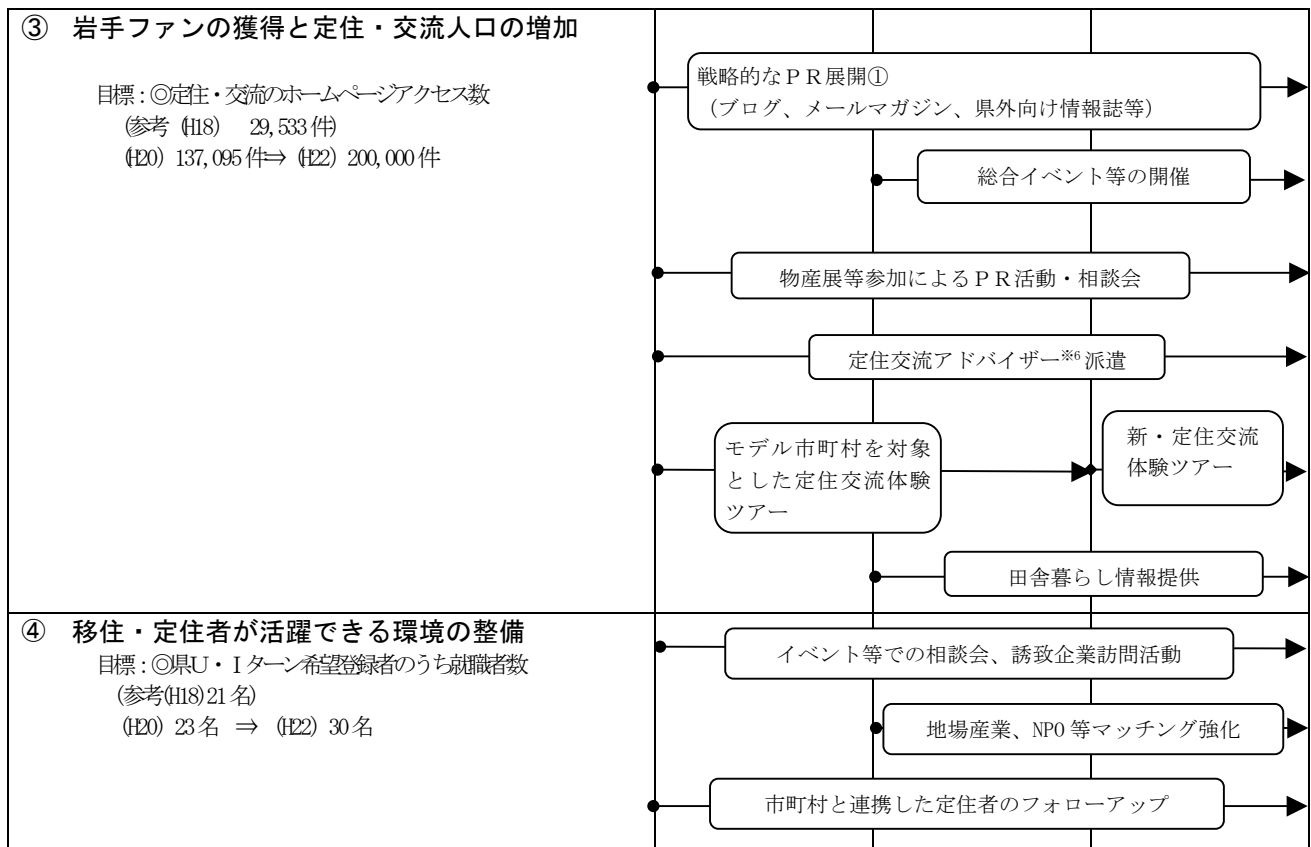 ③ 岩手ファンの獲得と定住・交流人口の増加
目標:◎定住・交流のホームページアクセス数
(参考 (H18) 29,533件)
(H20) 137,095件⇒ (H22) 200,000件
戦略的なPR展開①
(ブログ、メールマガジン、県外向け情報誌等)
総合イベント等の開催
物産展等参加によるPR活動・相談会
定住交流アドバイザー※6派遣
モデル市町村を対象
とした定住交流体験
ツアー
新・定住交流
体験ツアー
田舎暮らし情報提供
④ 移住・定住者が活躍できる環境の整備
目標:◎県U・Iターン希望登録者のうち就職者数
(参考(H18)21名)
(H20) 23名 ⇒ (H22) 30名
イベント等での相談会、誘致企業訪問活動
地場産業、NPO等マッチング強化
市町村と連携した定住者のフォローアップ